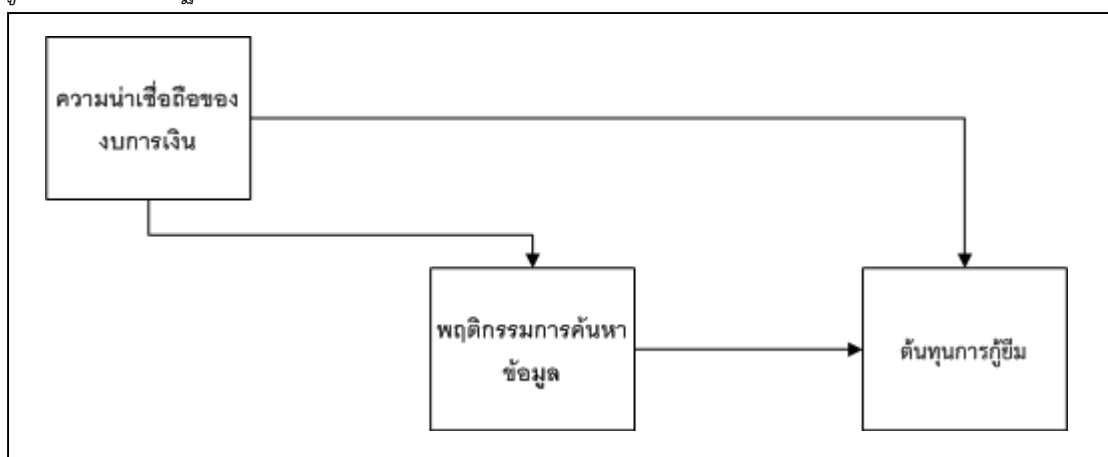 ความน่าเชื่อถือของ
งบการเงิน
พฤติกรรมการค้นหา
ข้อมูล
ต้นทุนการกู้ยืม